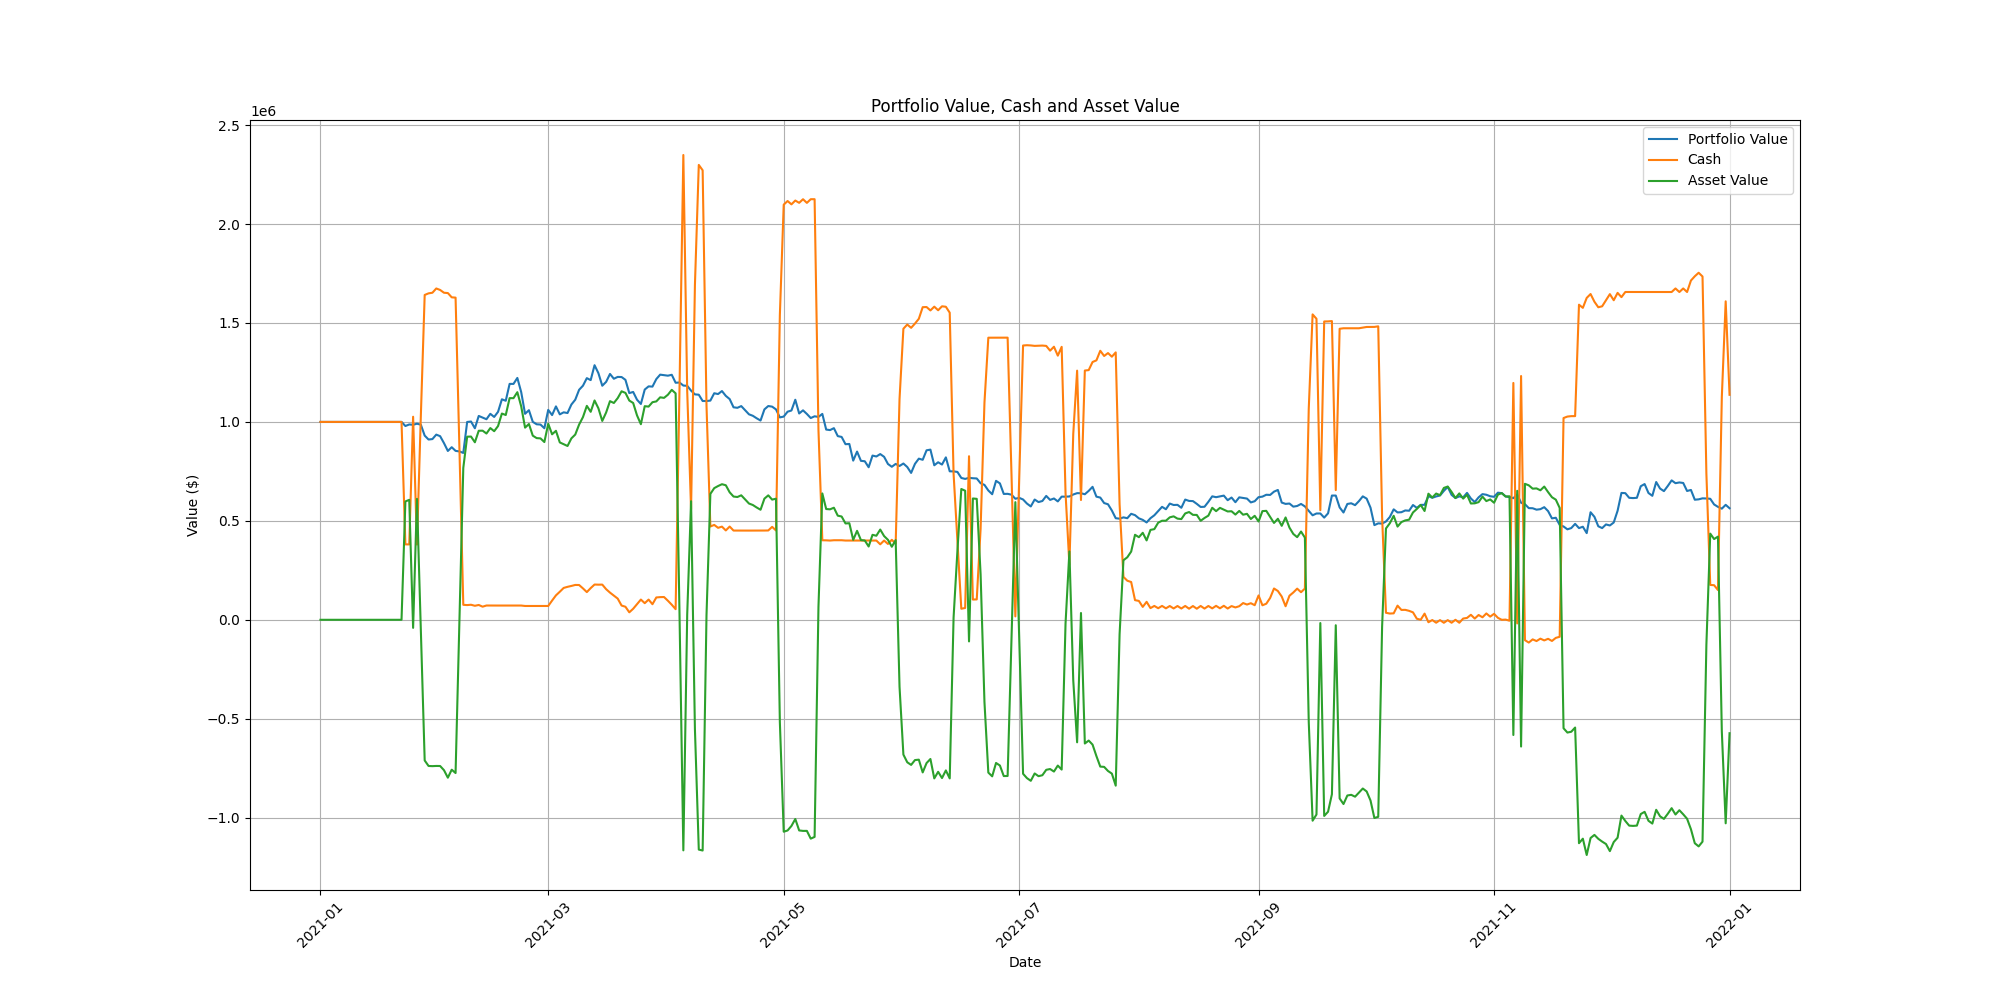 Portfolio Value, Cash and Asset Value
1e6
2.5
2.0
1.5
1.0
0.5
0.0
−0.5
−1.0
Value ($)
Portfolio Value
Cash
Asset Value
2021-01
2021-03
2021-05
2021-07
2021-09
2021-11
2022-01
Date